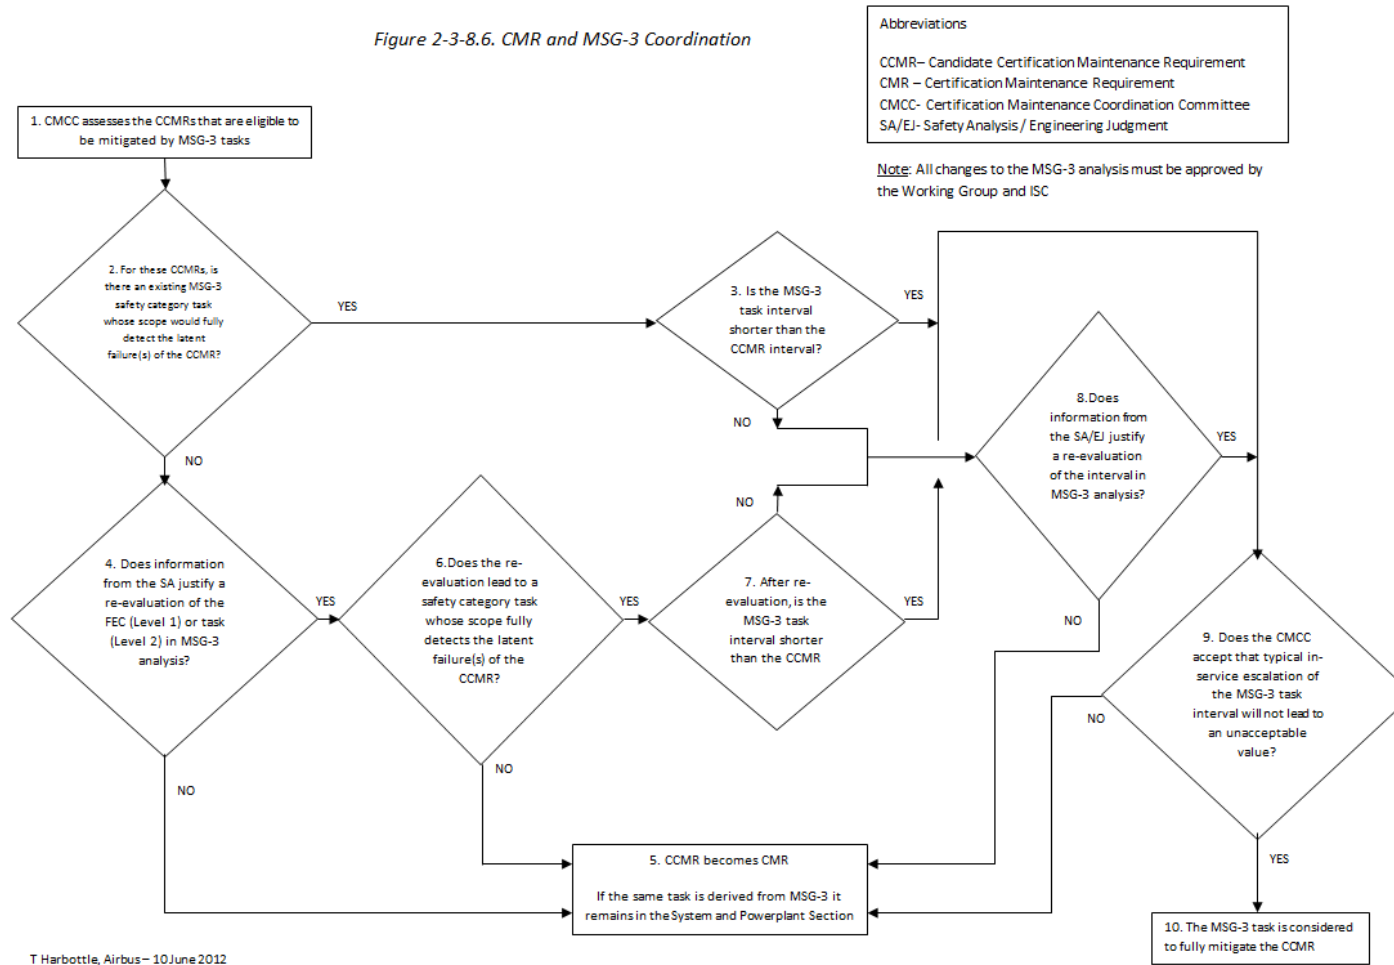 Figure 2-3-8.6. CMR and MSG-3 Coordination
Abbreviations
CCMR– Candidate Certification Maintenance Requirement
CMR – Certification Maintenance Requirement
CMCC- Certification Maintenance Coordination Committee
SA/EJ- Safety Analysis / Engineering Judgment
Note: All changes to the MSG-3 analysis must be approved by
the Working Group and ISC
1. CMCC assesses the CCMRs that are eligible to
be mitigated by MSG-3 tasks
2. For these CCMRs, is
there an existing MSG-3
safety category task
whose scope would fully
detect the latent
failure(s) of the CCMR?
YES
NO
3. Is the MSG-3
task interval
shorter than the
CCMR interval?
YES
NO
4. Does information
from the SA justify a
re-evaluation of the
FEC (Level 1) or task
(Level 2) in MSG-3
analysis?
YES
NO
6.Does the re-
evaluation lead to a
safety category task
whose scope fully
detects the latent
failure(s) of the
CCMR?
YES
NO
7. After re-
evaluation, is the
MSG-3 task
interval shorter
than the CCMR
YES
NO
8.Does
information from
the SA/EJ justify
a re-evaluation
of the interval in
MSG-3 analysis?
YES
NO
9. Does the CMCC
accept that typical in-
service escalation of
the MSG-3 task
interval will not lead to
an unacceptable
value?
NO
YES
5. CCMR becomes CMR
If the same task is derived from MSG-3 it
remains in the System and Powerplant Section
10. The MSG-3 task is considered
to fully mitigate the CCMR
T Harbottle, Airbus – 10 June 2012